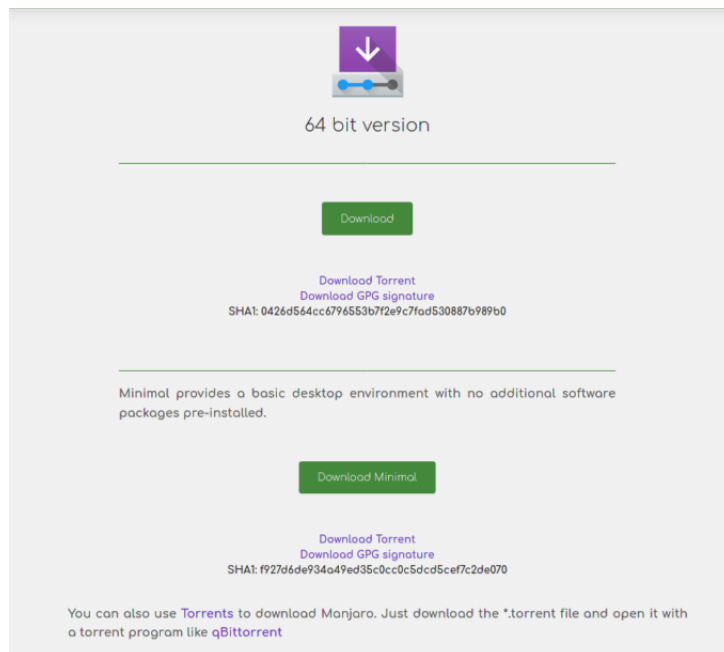 64 bit version
Download
Download Torrent
Download GPG signature
SHA1: 0426d564cc6796553b7f2e9c7fad530887b989b0
Minimal provides a basic desktop environment with no additional software
packages pre-installed.
Download Minimal
Download Torrent
Download GPG signature
SHA1: f927d6de934a49ed35c0cc0c5dcd5cef7c2de070
You can also use Torrents to download Manjaro. Just download the *.torrent file and open it with
a torrent program like qBittorrent